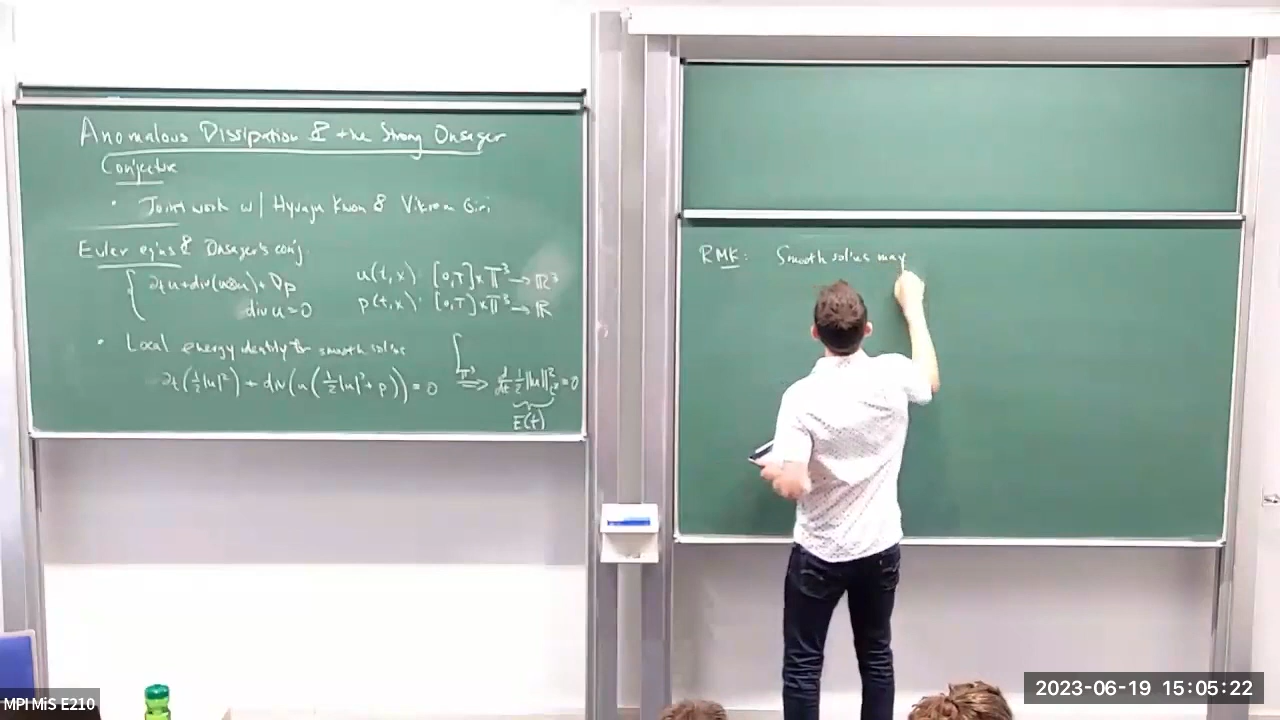 Anomalous Dissipation & the Strong Onsager
Conjecture
• Joint work w/ Hyunju Kwon & Vikram Giri
Euler eq'ns & Onsager's conj.
∂t u + div(u⊗u) + ∇p u(t,x): [0,T] x 𝕋³ → ℝ³
div u = 0 p(t,x): [0,T] x 𝕋³ → ℝ
• Local energy identity for smooth sol'ns
∂t(½|u|²) + div(u(½|u|²+p)) = 0 ∫𝕋³ ⟹ d/dt ½‖u‖²_L² = 0
E(t)
RMK: Smooth sol'ns may
MPI MiS E210
2023-06-19 15:05:22